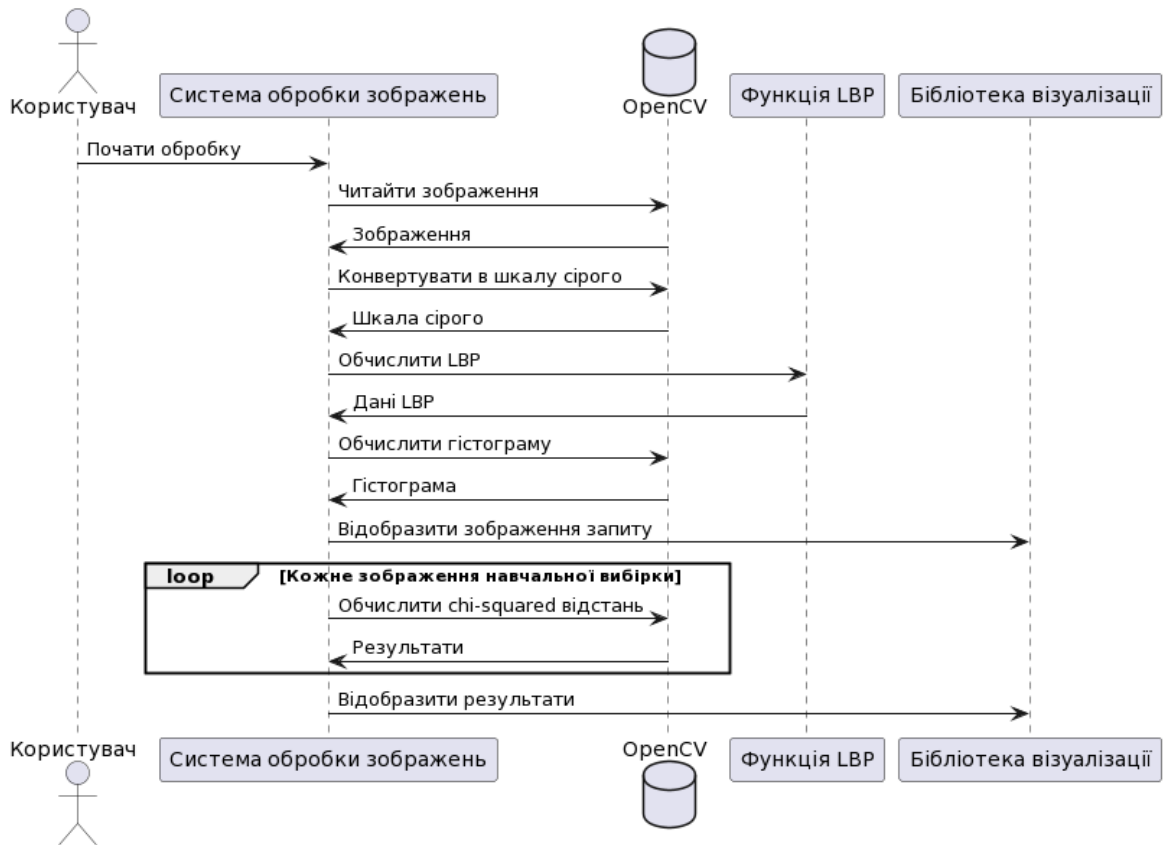 Користувач
Система обробки зображень
OpenCV
Функція LBP
Бібліотека візуалізації
Почати обробку
Читайти зображення
Зображення
Конвертувати в шкалу сірого
Шкала сірого
Обчислити LBP
Дані LBP
Обчислити гістограму
Гістограма
Відобразити зображення запиту
loop
[Кожне зображення навчальної вибірки]
Обчислити chi-squared відстань
Результати
Відобразити результати
Користувач
Система обробки зображень
OpenCV
Функція LBP
Бібліотека візуалізації